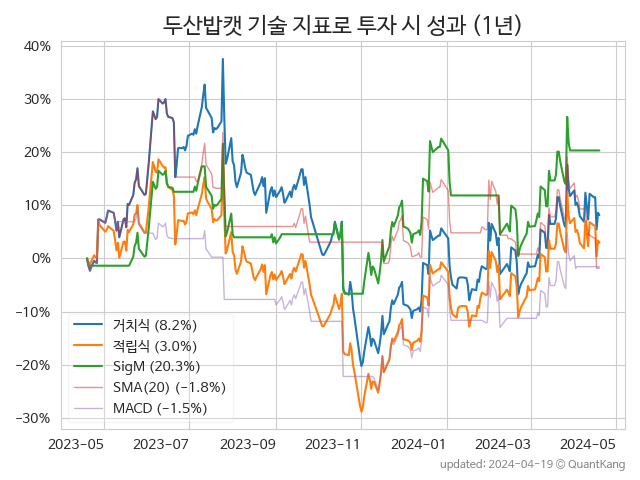 두산밥캣 기술 지표로 투자 시 성과 (1년)
40%
30%
20%
10%
0%
−10%
−20%
−30%
거치식 (8.2%)
적립식 (3.0%)
SigM (20.3%)
SMA(20) (−1.8%)
MACD (−1.5%)
2023-05 2023-07 2023-09 2023-11 2024-01 2024-03 2024-05
updated: 2024-04-19 © QuantKang